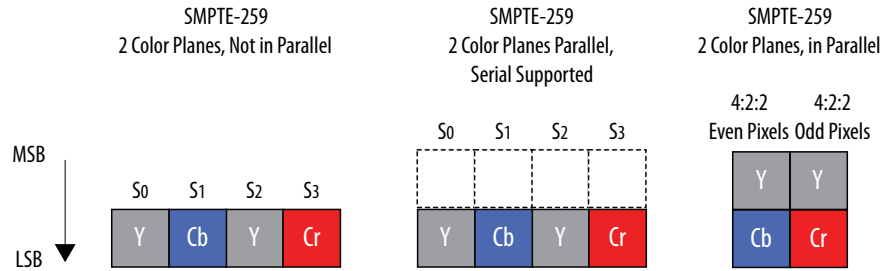 SMPTE-259
2 Color Planes, Not in Parallel
SMPTE-259
2 Color Planes Parallel,
Serial Supported
SMPTE-259
2 Color Planes, in Parallel
MSB
LSB
S0 S1 S2 S3
Y Cb Y Cr
S0 S1 S2 S3
Y Cb Y Cr
4:2:2 4:2:2
Even Pixels Odd Pixels
Y Y
Cb Cr